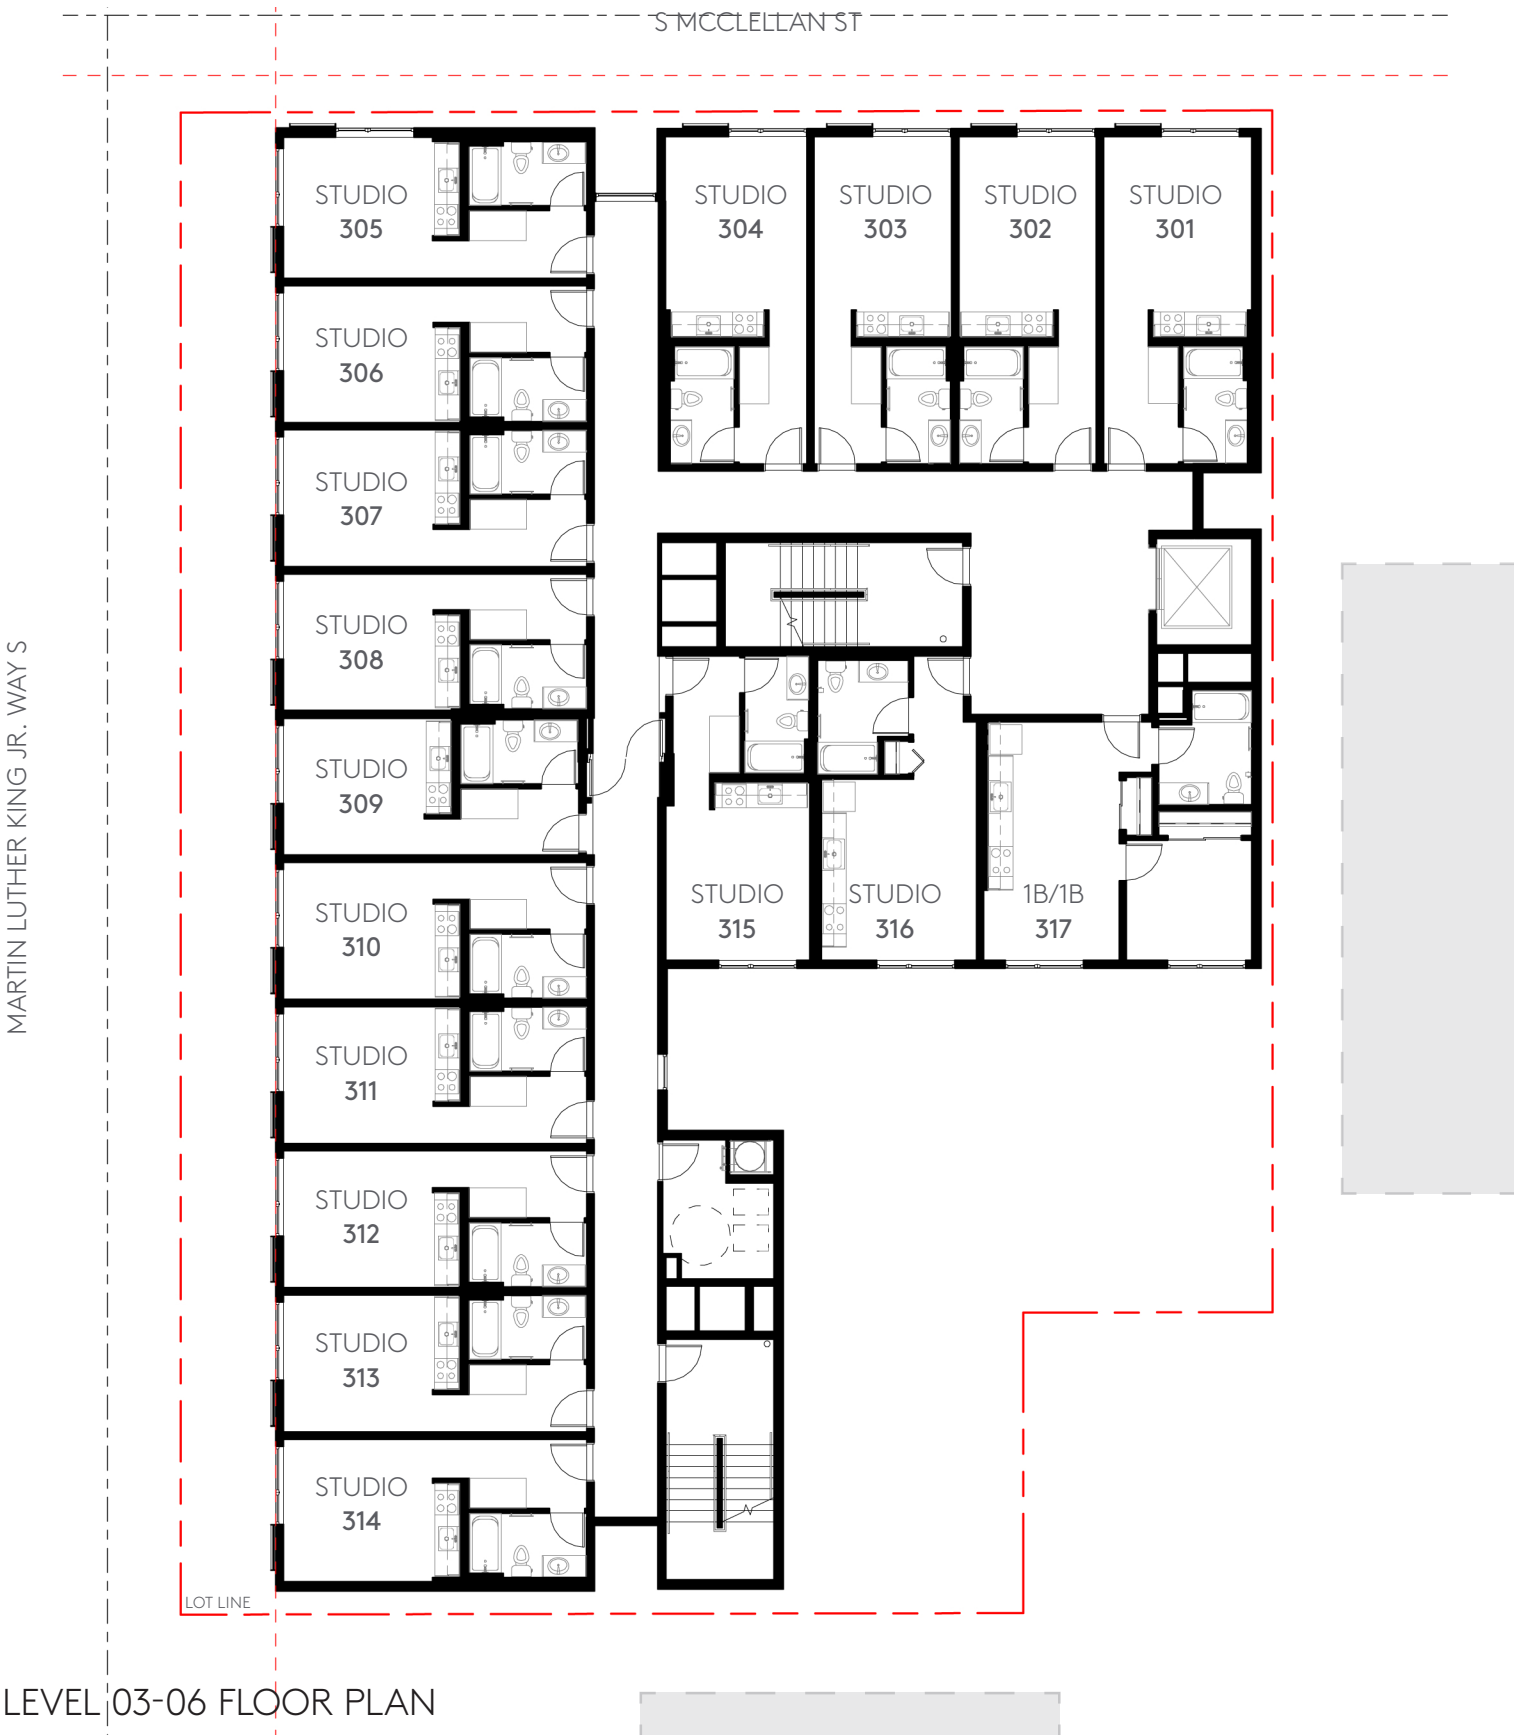 S MCCLELLAN ST
STUDIO
305
STUDIO
304
STUDIO
303
STUDIO
302
STUDIO
301
STUDIO
306
STUDIO
307
STUDIO
308
STUDIO
309
STUDIO
310
STUDIO
311
STUDIO
312
STUDIO
313
STUDIO
314
STUDIO
315
STUDIO
316
1B/1B
317
MARTIN LUTHER KING JR. WAY S
LOT LINE
LEVEL 03-06 FLOOR PLAN